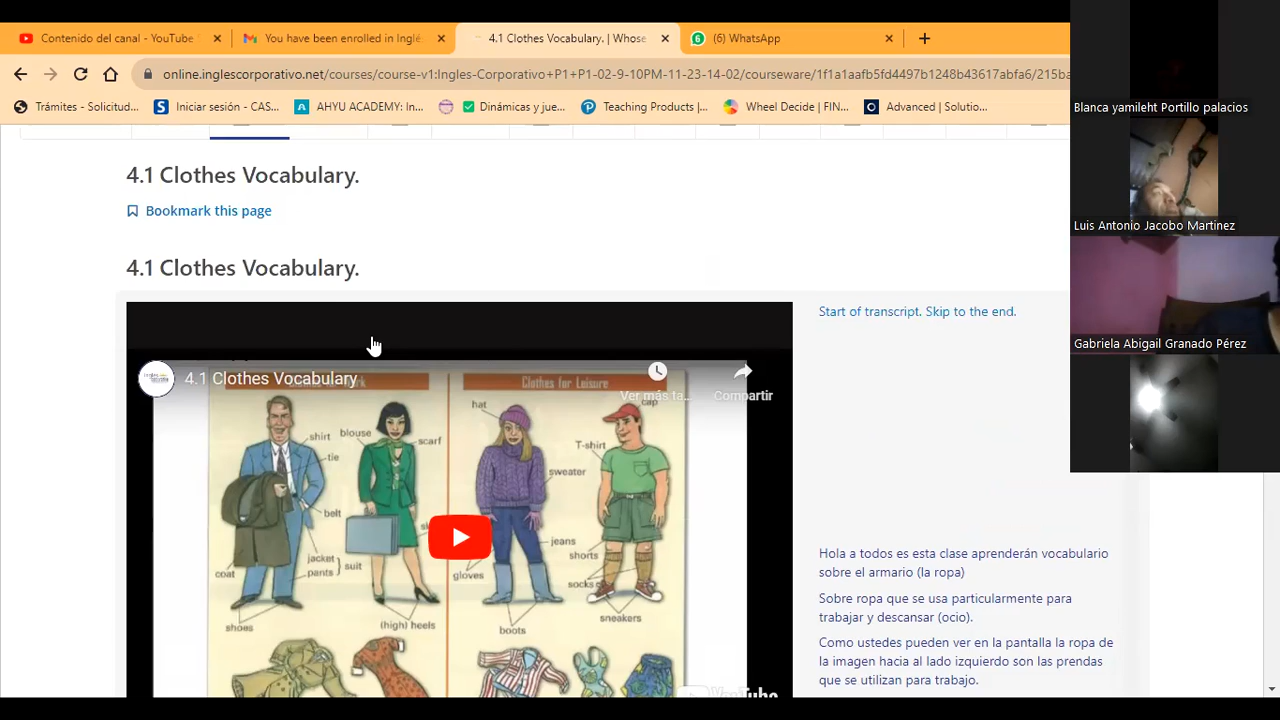 Contenido del canal - YouTube
You have been enrolled in Inglé
4.1 Clothes Vocabulary. | Whose
(6) WhatsApp
online.inglescorporativo.net/courses/course-v1:Ingles-Corporativo+P1+P1-02-9-10PM-11-23-14-02/courseware/1f1a1aafb5fd4497b1248b43617abfa6/215ba
Trámites - Solicitud...
Iniciar sesión - CAS...
AHYU ACADEMY: In...
Dinámicas y jue...
Teaching Products |...
Wheel Decide | FIN...
Advanced | Solutio...
Blanca yamileht Portillo palacios
Luis Antonio Jacobo Martinez
Gabriela Abigail Granado Pérez
4.1 Clothes Vocabulary.
Bookmark this page
4.1 Clothes Vocabulary.
4.1 Clothes Vocabulary
Ver más ta...
Compartir
Clothes for Leisure
shirt
tie
belt
jacket
pants
suit
coat
shoes
blouse
scarf
(high) heels
hat
sweater
jeans
gloves
boots
cap
T-shirt
shorts
socks
sneakers
YouTube
Start of transcript. Skip to the end.
Hola a todos es esta clase aprenderán vocabulario
sobre el armario (la ropa)
Sobre ropa que se usa particularmente para
trabajar y descansar (ocio).
Como ustedes pueden ver en la pantalla la ropa de
la imagen hacia al lado izquierdo son las prendas
que se utilizan para trabajo.